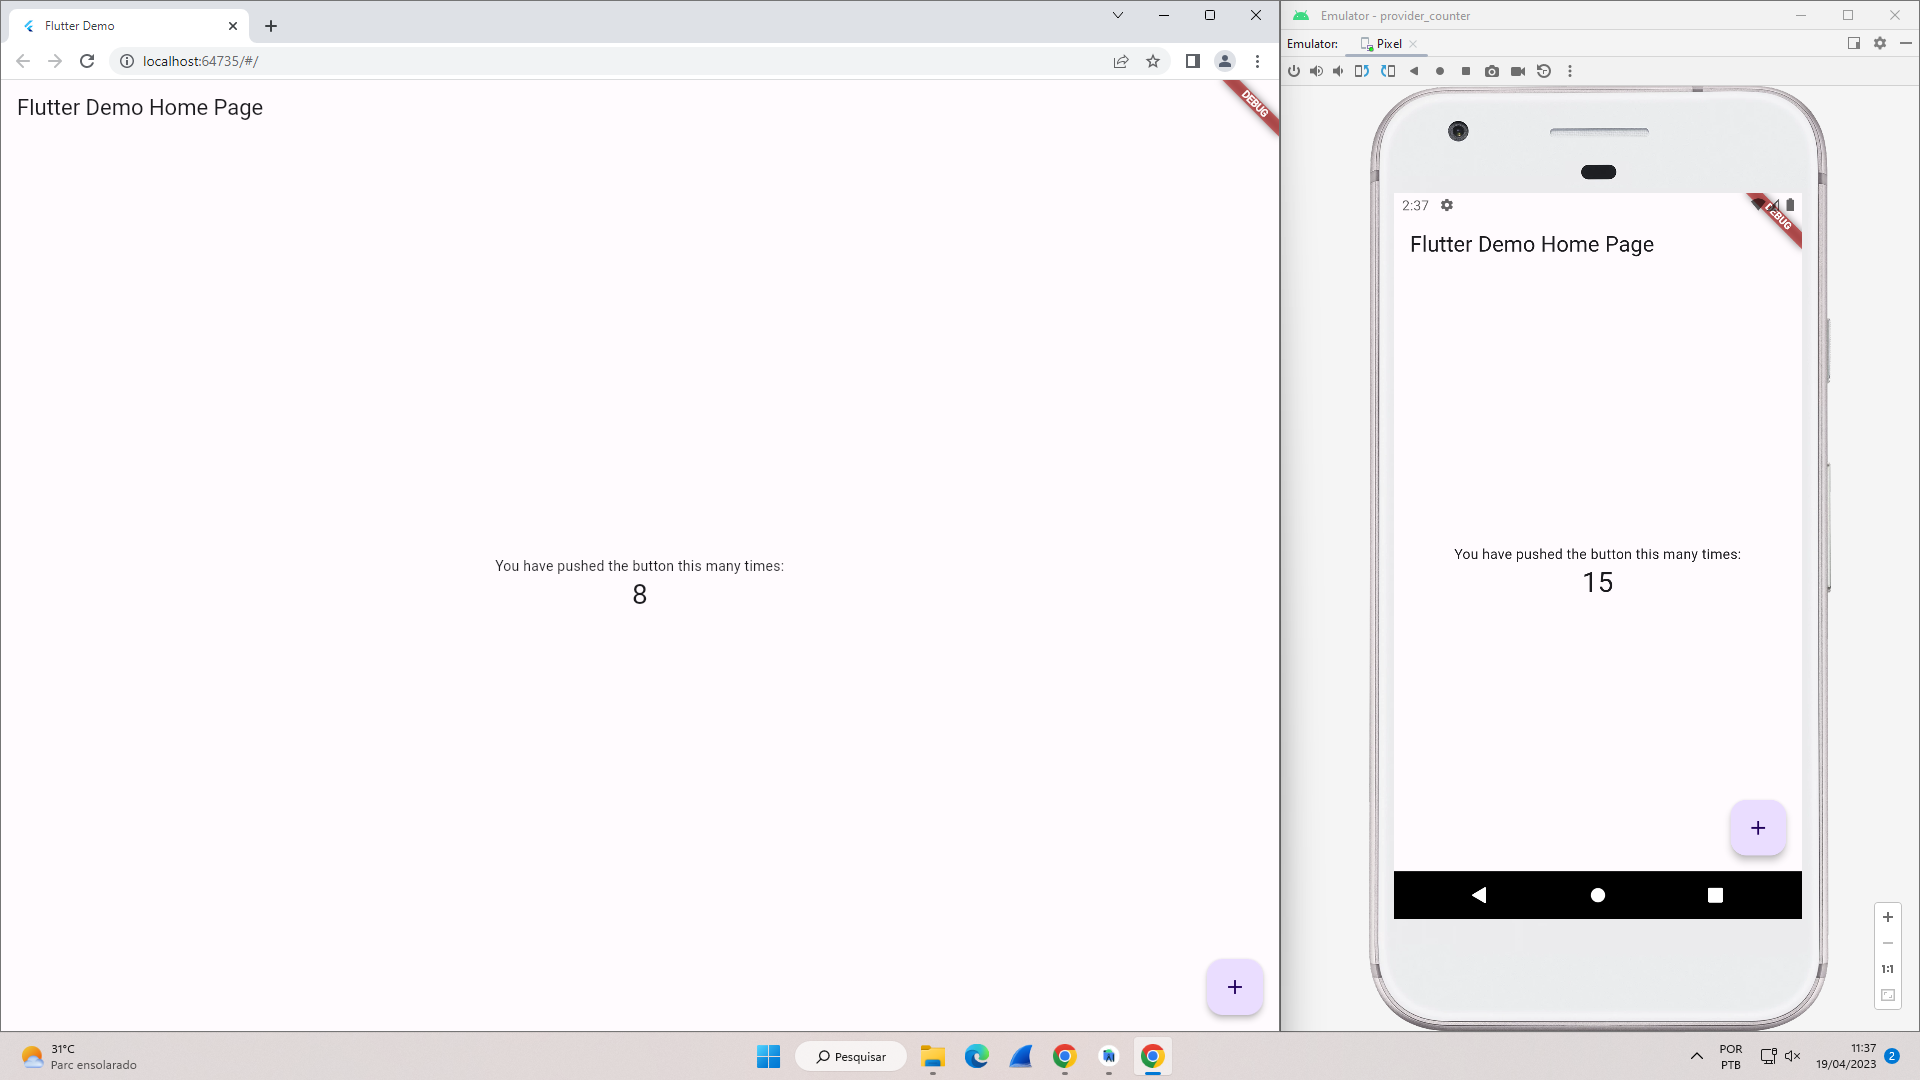 Flutter Demo
localhost:64735/#/
Flutter Demo Home Page
DEBUG
You have pushed the button this many times:
8
Emulator - provider_counter
Emulator:
Pixel
2:37
DEBUG
Flutter Demo Home Page
You have pushed the button this many times:
15
1:1
31°C
Parc ensolarado
Pesquisar
POR
PTB
11:37
19/04/2023
2